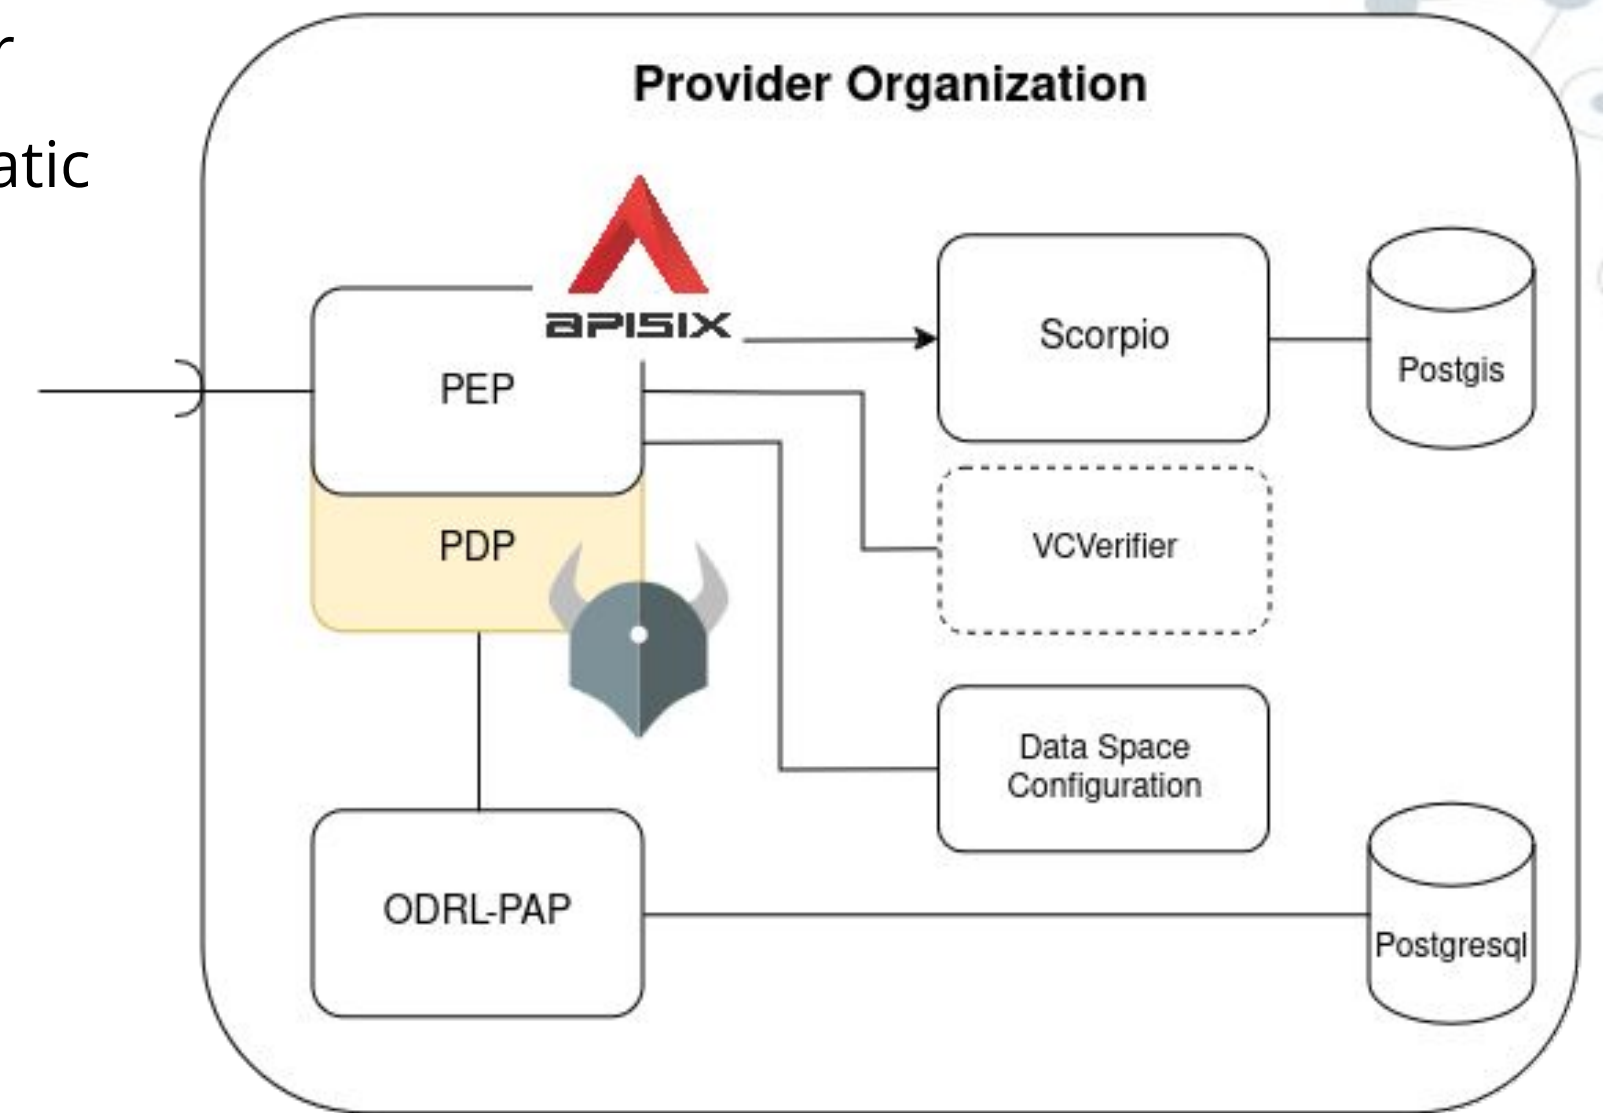 r
atic
Provider Organization
APISIX
PEP
Scorpio
Postgis
PDP
VCVerifier
Data Space
Configuration
ODRL-PAP
Postgresql